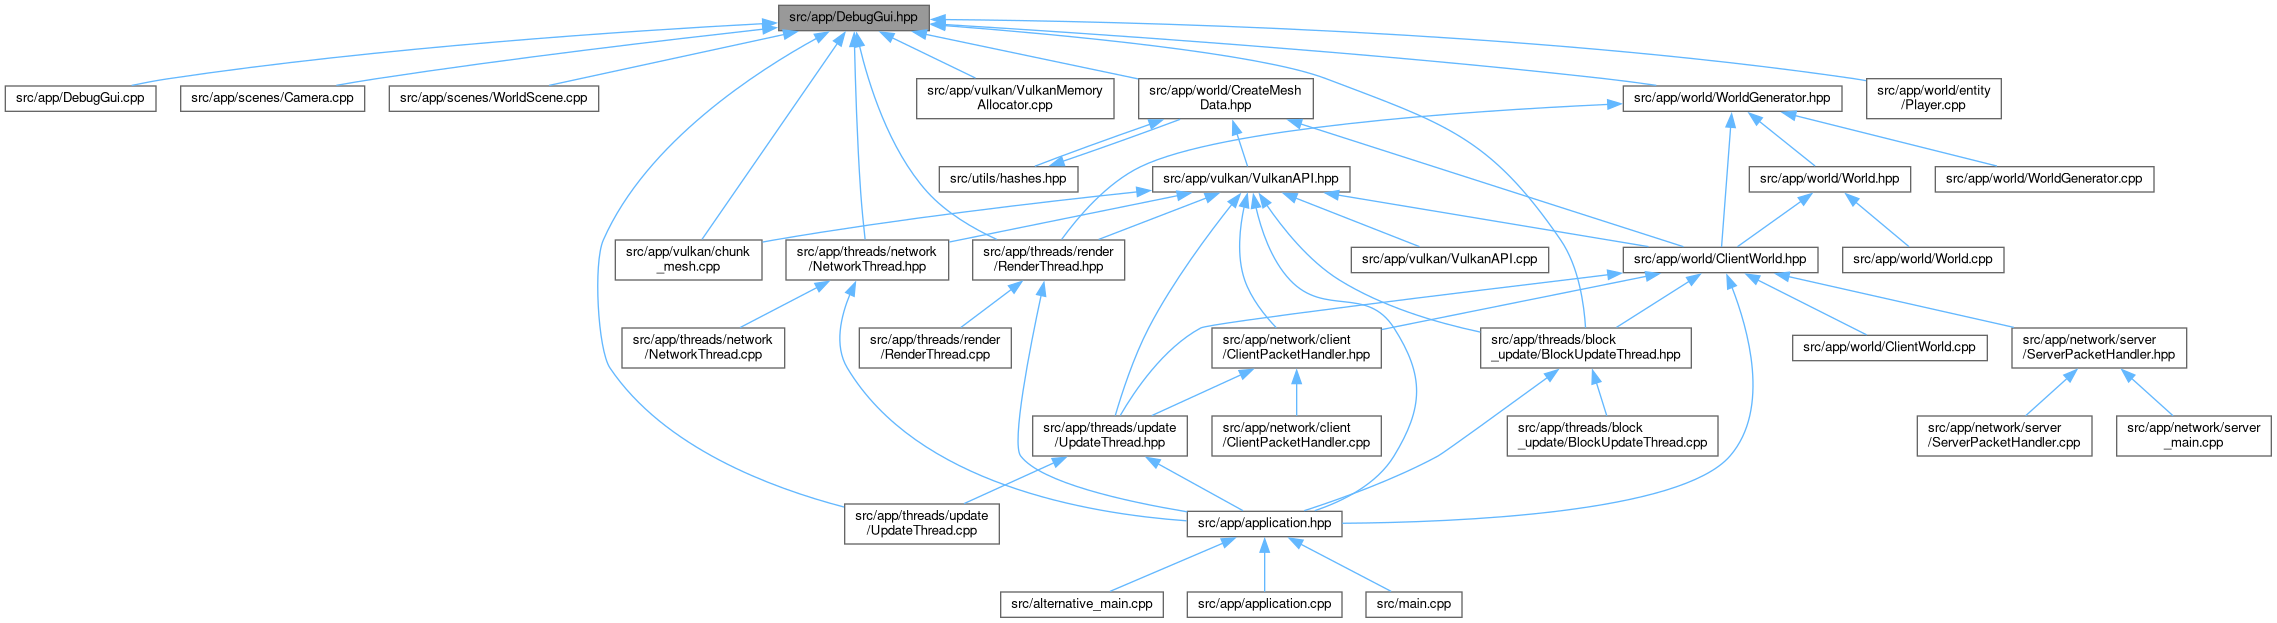 src/app/DebugGui.hpp
src/app/DebugGui.cpp
src/app/scenes/Camera.cpp
src/app/scenes/WorldScene.cpp
src/app/vulkan/VulkanMemory
Allocator.cpp
src/app/world/CreateMesh
Data.hpp
src/app/world/WorldGenerator.hpp
src/app/world/entity
/Player.cpp
src/utils/hashes.hpp
src/app/vulkan/VulkanAPI.hpp
src/app/world/World.hpp
src/app/world/WorldGenerator.cpp
src/app/vulkan/chunk
_mesh.cpp
src/app/threads/network
/NetworkThread.hpp
src/app/threads/render
/RenderThread.hpp
src/app/vulkan/VulkanAPI.cpp
src/app/world/ClientWorld.hpp
src/app/world/World.cpp
src/app/threads/network
/NetworkThread.cpp
src/app/threads/render
/RenderThread.cpp
src/app/network/client
/ClientPacketHandler.hpp
src/app/threads/block
_update/BlockUpdateThread.hpp
src/app/world/ClientWorld.cpp
src/app/network/server
/ServerPacketHandler.hpp
src/app/threads/update
/UpdateThread.hpp
src/app/network/client
/ClientPacketHandler.cpp
src/app/threads/block
_update/BlockUpdateThread.cpp
src/app/network/server
/ServerPacketHandler.cpp
src/app/network/server
_main.cpp
src/app/threads/update
/UpdateThread.cpp
src/app/application.hpp
src/alternative_main.cpp
src/app/application.cpp
src/main.cpp